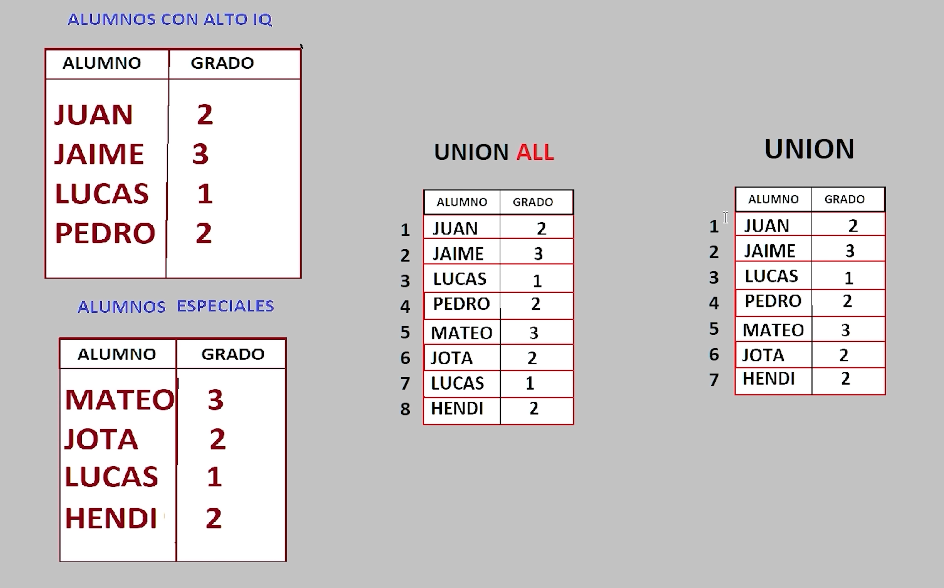 ALUMNOS CON ALTO IQ
ALUMNO GRADO
JUAN 2
JAIME 3
LUCAS 1
PEDRO 2
ALUMNOS ESPECIALES
ALUMNO GRADO
MATEO 3
JOTA 2
LUCAS 1
HENDI 2
UNION ALL
ALUMNO GRADO
1 JUAN 2
2 JAIME 3
3 LUCAS 1
4 PEDRO 2
5 MATEO 3
6 JOTA 2
7 LUCAS 1
8 HENDI 2
UNION
ALUMNO GRADO
1 JUAN 2
2 JAIME 3
3 LUCAS 1
4 PEDRO 2
5 MATEO 3
6 JOTA 2
7 HENDI 2